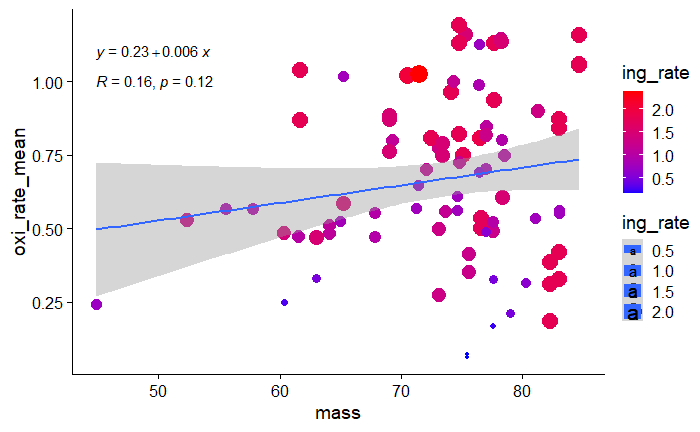 y = 0.23 + 0.006 x
R = 0.16, p = 0.12
1.00
0.75
0.50
0.25
oxi_rate_mean
50 60 70 80
mass
ing_rate
2.0
1.5
1.0
0.5
ing_rate
a 0.5
a 1.0
a 1.5
a 2.0